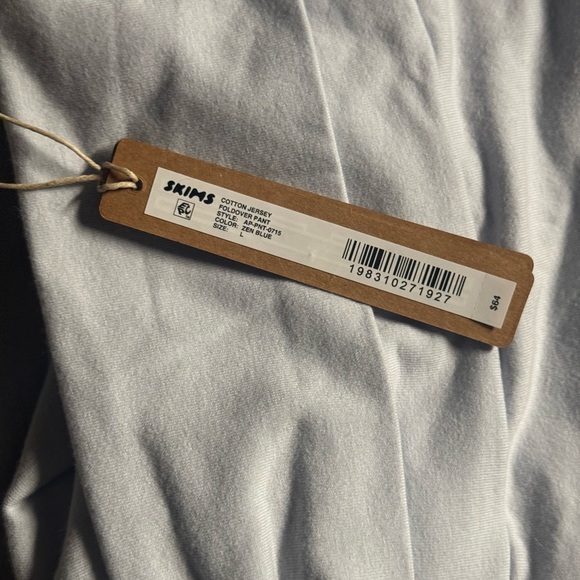 SKIMS
COTTON JERSEY
FOLDOVER PANT
STYLE: AP-PNT-0715
COLOR: ZEN BLUE
SIZE: L
198310271927
$64